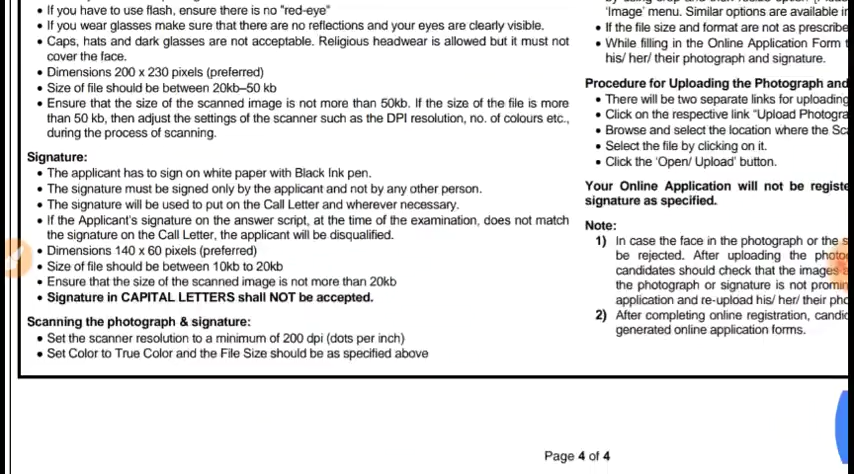 • If you have to use flash, ensure there is no "red-eye"
• If you wear glasses make sure that there are no reflections and your eyes are clearly visible.
• Caps, hats and dark glasses are not acceptable. Religious headwear is allowed but it must not
cover the face.
• Dimensions 200 x 230 pixels (preferred)
• Size of file should be between 20kb–50 kb
• Ensure that the size of the scanned image is not more than 50kb. If the size of the file is more
than 50 kb, then adjust the settings of the scanner such as the DPI resolution, no. of colours etc.,
during the process of scanning.
Signature:
• The applicant has to sign on white paper with Black Ink pen.
• The signature must be signed only by the applicant and not by any other person.
• The signature will be used to put on the Call Letter and wherever necessary.
• If the Applicant's signature on the answer script, at the time of the examination, does not match
the signature on the Call Letter, the applicant will be disqualified.
• Dimensions 140 x 60 pixels (preferred)
• Size of file should be between 10kb to 20kb
• Ensure that the size of the scanned image is not more than 20kb
• Signature in CAPITAL LETTERS shall NOT be accepted.
Scanning the photograph & signature:
• Set the scanner resolution to a minimum of 200 dpi (dots per inch)
• Set Color to True Color and the File Size should be as specified above
'Image' menu. Similar options are available in
• If the file size and format are not as prescribe
• While filling in the Online Application Form
his/ her/ their photograph and signature.
Procedure for Uploading the Photograph and
• There will be two separate links for uploading
• Click on the respective link "Upload Photogra
• Browse and select the location where the Sca
• Select the file by clicking on it.
• Click the 'Open/ Upload' button.
Your Online Application will not be registe
signature as specified.
Note:
1) In case the face in the photograph or the s
be rejected. After uploading the photo
candidates should check that the images
the photograph or signature is not promin
application and re-upload his/ her/ their pho
2) After completing online registration, candic
generated online application forms.
Page 4 of 4